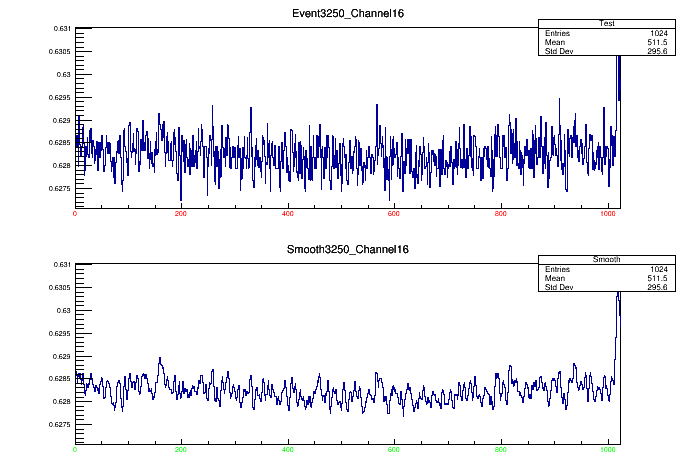 Event3250_Channel16
Test
Entries 1024
Mean 511.5
Std Dev 295.6
0.631
0.6305
0.63
0.6295
0.629
0.6285
0.628
0.6275
0 200 400 600 800 1000
Smooth3250_Channel16
Smooth
Entries 1024
Mean 511.5
Std Dev 295.6
0.631
0.6305
0.63
0.6295
0.629
0.6285
0.628
0.6275
0 200 400 600 800 1000